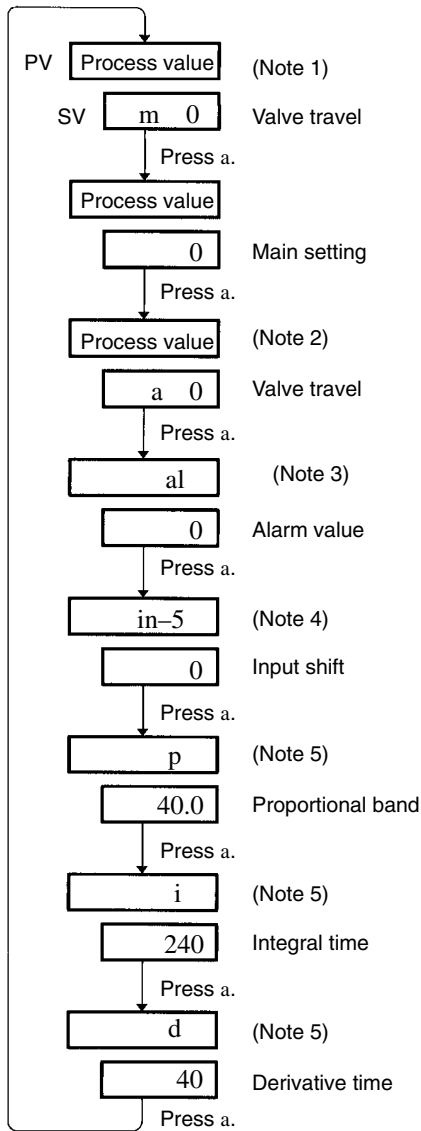 PV Process value (Note 1)
SV m 0 Valve travel
Press a.
Process value
0 Main setting
Press a.
Process value (Note 2)
a 0 Valve travel
Press a.
al (Note 3)
0 Alarm value
Press a.
in–5 (Note 4)
0 Input shift
Press a.
p (Note 5)
40.0 Proportional band
Press a.
i (Note 5)
240 Integral time
Press a.
d (Note 5)
40 Derivative time
Press a.